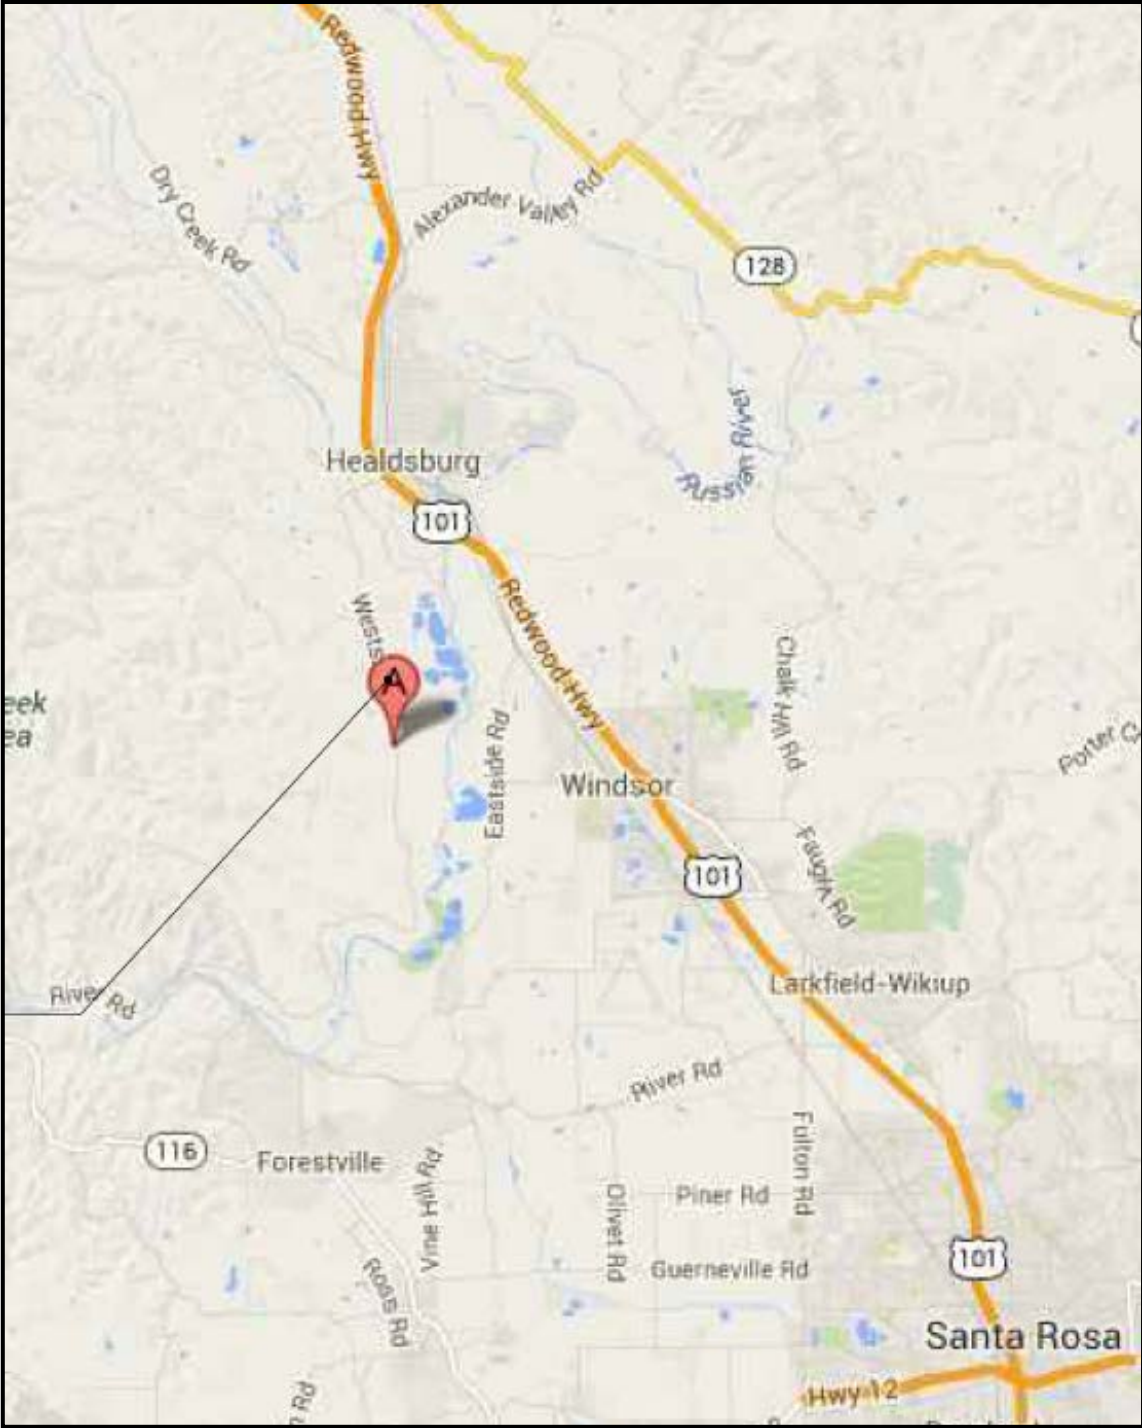 Redwood Hwy
Dry Creek Rd
Alexander Valley Rd
128
Russian River
Healdsburg
101
Redwood Hwy
A
Chalk Hill Rd
eek
ea
Eastside Rd
Porter
Windsor
101
Faught Rd
Larkfield-Wikiup
River Rd
River Rd
116
Forestville
Vine Hill Rd
Fulton Rd
Piner Rd
Olivet Rd
Guerneville Rd
Ross Rd
101
Santa Rosa
Hwy 12
Rd